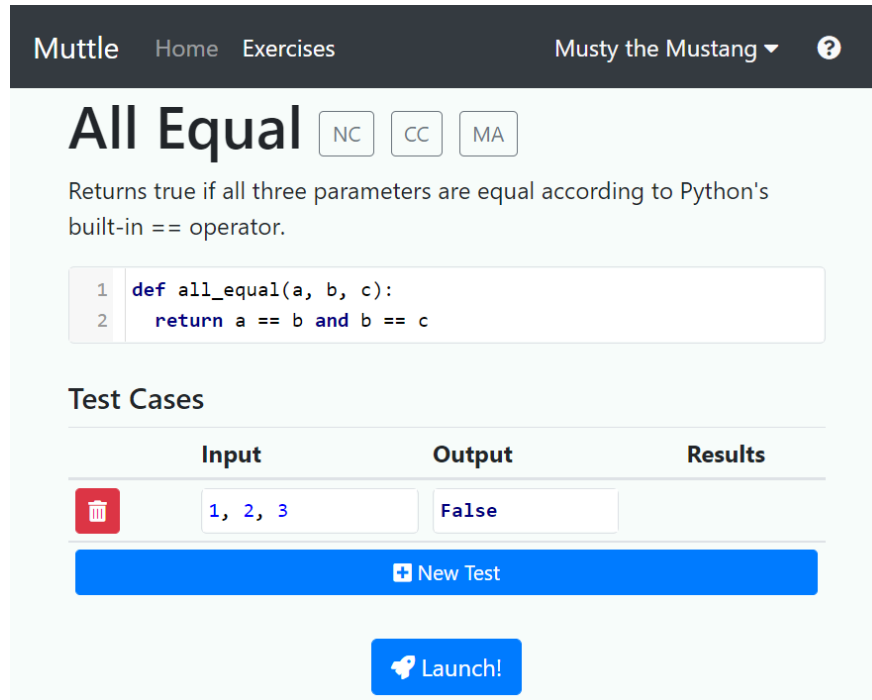 Muttle Home Exercises Musty the Mustang
All Equal NC CC MA
Returns true if all three parameters are equal according to Python's
built-in == operator.
1 def all_equal(a, b, c):
2   return a == b and b == c
Test Cases
Input Output Results
1, 2, 3 False
New Test
Launch!